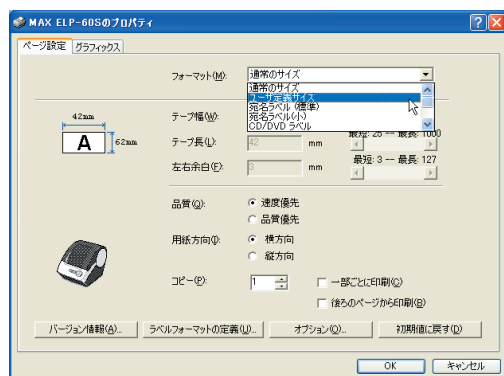 MAX ELP-60Sのプロパティ
ページ設定 グラフィックス
フォーマット(M): 通常のサイズ
通常のサイズ
ユーザ定義サイズ
宛名ラベル (標準)
宛名ラベル(小)
CD/DVD ラベル
42mm
A 62mm
テープ幅(W):
テープ長(L): 42 mm 最短: 25 -- 最長: 1000
左右余白(F): 3 mm 最短: 3 -- 最長: 127
品質(Q): 速度優先
品質優先
用紙方向(I): 横方向
縦方向
コピー(P): 1 一部ごとに印刷(C)
後ろのページから印刷(B)
バージョン情報(A)... ラベルフォーマットの定義(U)... オプション(O)... 初期値に戻す(D)
OK キャンセル